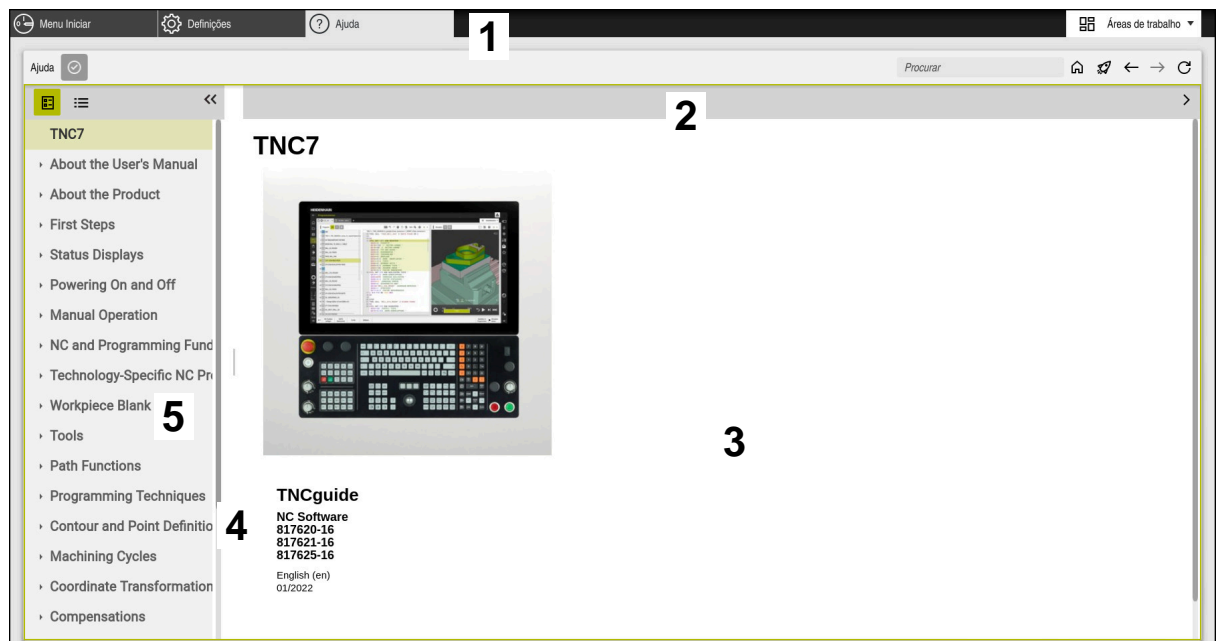 Menu Iniciar
Definições
Ajuda
1
Áreas de trabalho
Ajuda
Procurar
2
TNC7
About the User's Manual
About the Product
First Steps
Status Displays
Powering On and Off
Manual Operation
NC and Programming Fund
Technology-Specific NC Pr
Workpiece Blank
5
Tools
Path Functions
Programming Techniques
4
Contour and Point Definitio
Machining Cycles
Coordinate Transformation
Compensations
TNC7
3
TNCguide
NC Software
817620-16
817621-16
817625-16
English (en)
01/2022